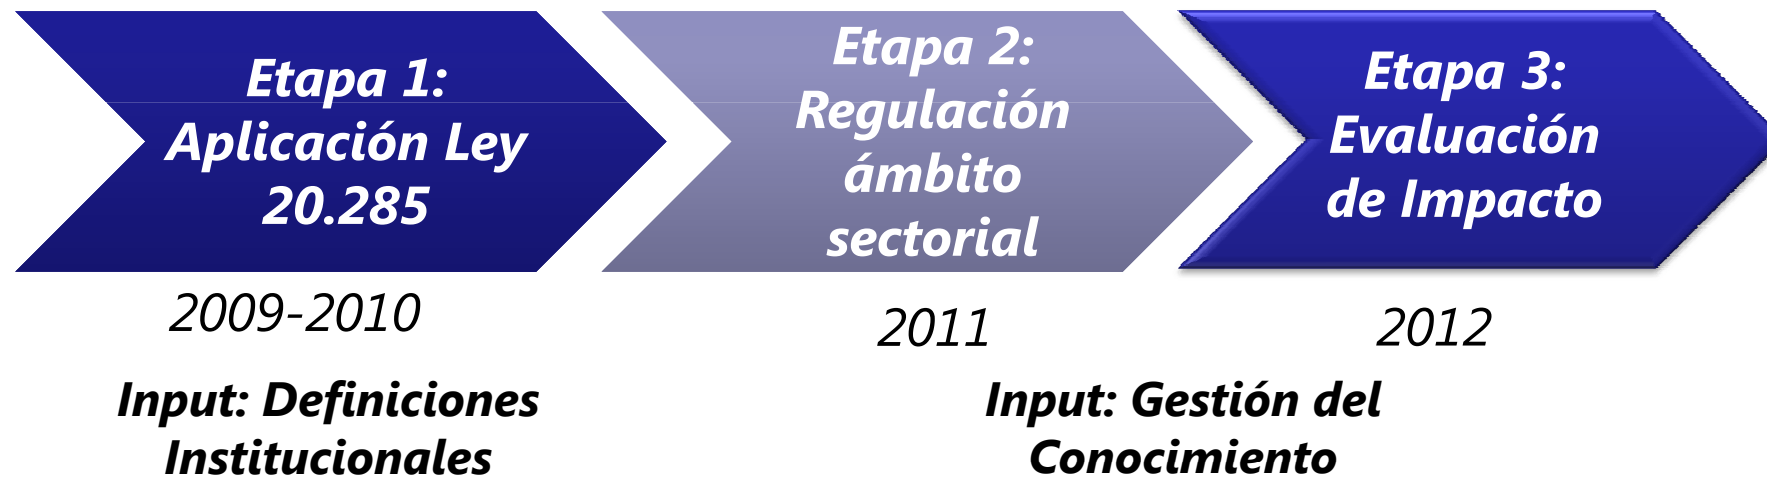 Etapa 1:
Aplicación Ley
20.285
2009-2010
Input: Definiciones
Institucionales
Etapa 2:
Regulación
ámbito
sectorial
2011
Etapa 3:
Evaluación
de Impacto
2012
Input: Gestión del
Conocimiento